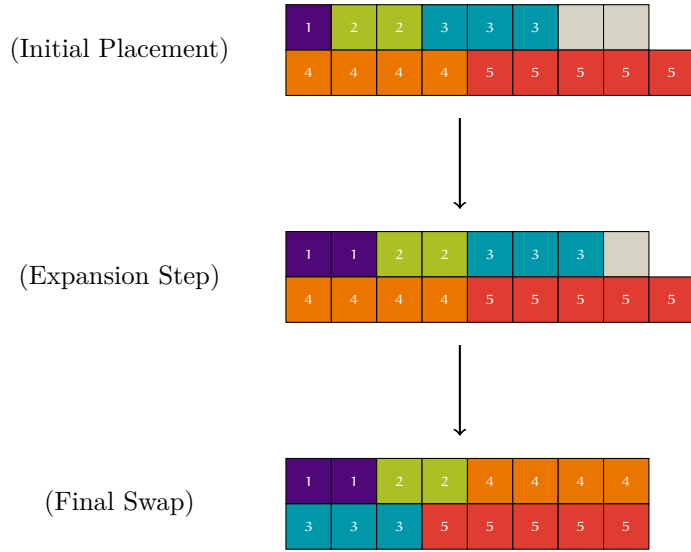 1 2 2 3 3 3
(Initial Placement)
4 4 4 4 5 5 5 5 5
1 1 2 2 3 3 3
(Expansion Step)
4 4 4 4 5 5 5 5 5
1 1 2 2 4 4 4 4
(Final Swap)
3 3 3 5 5 5 5 5